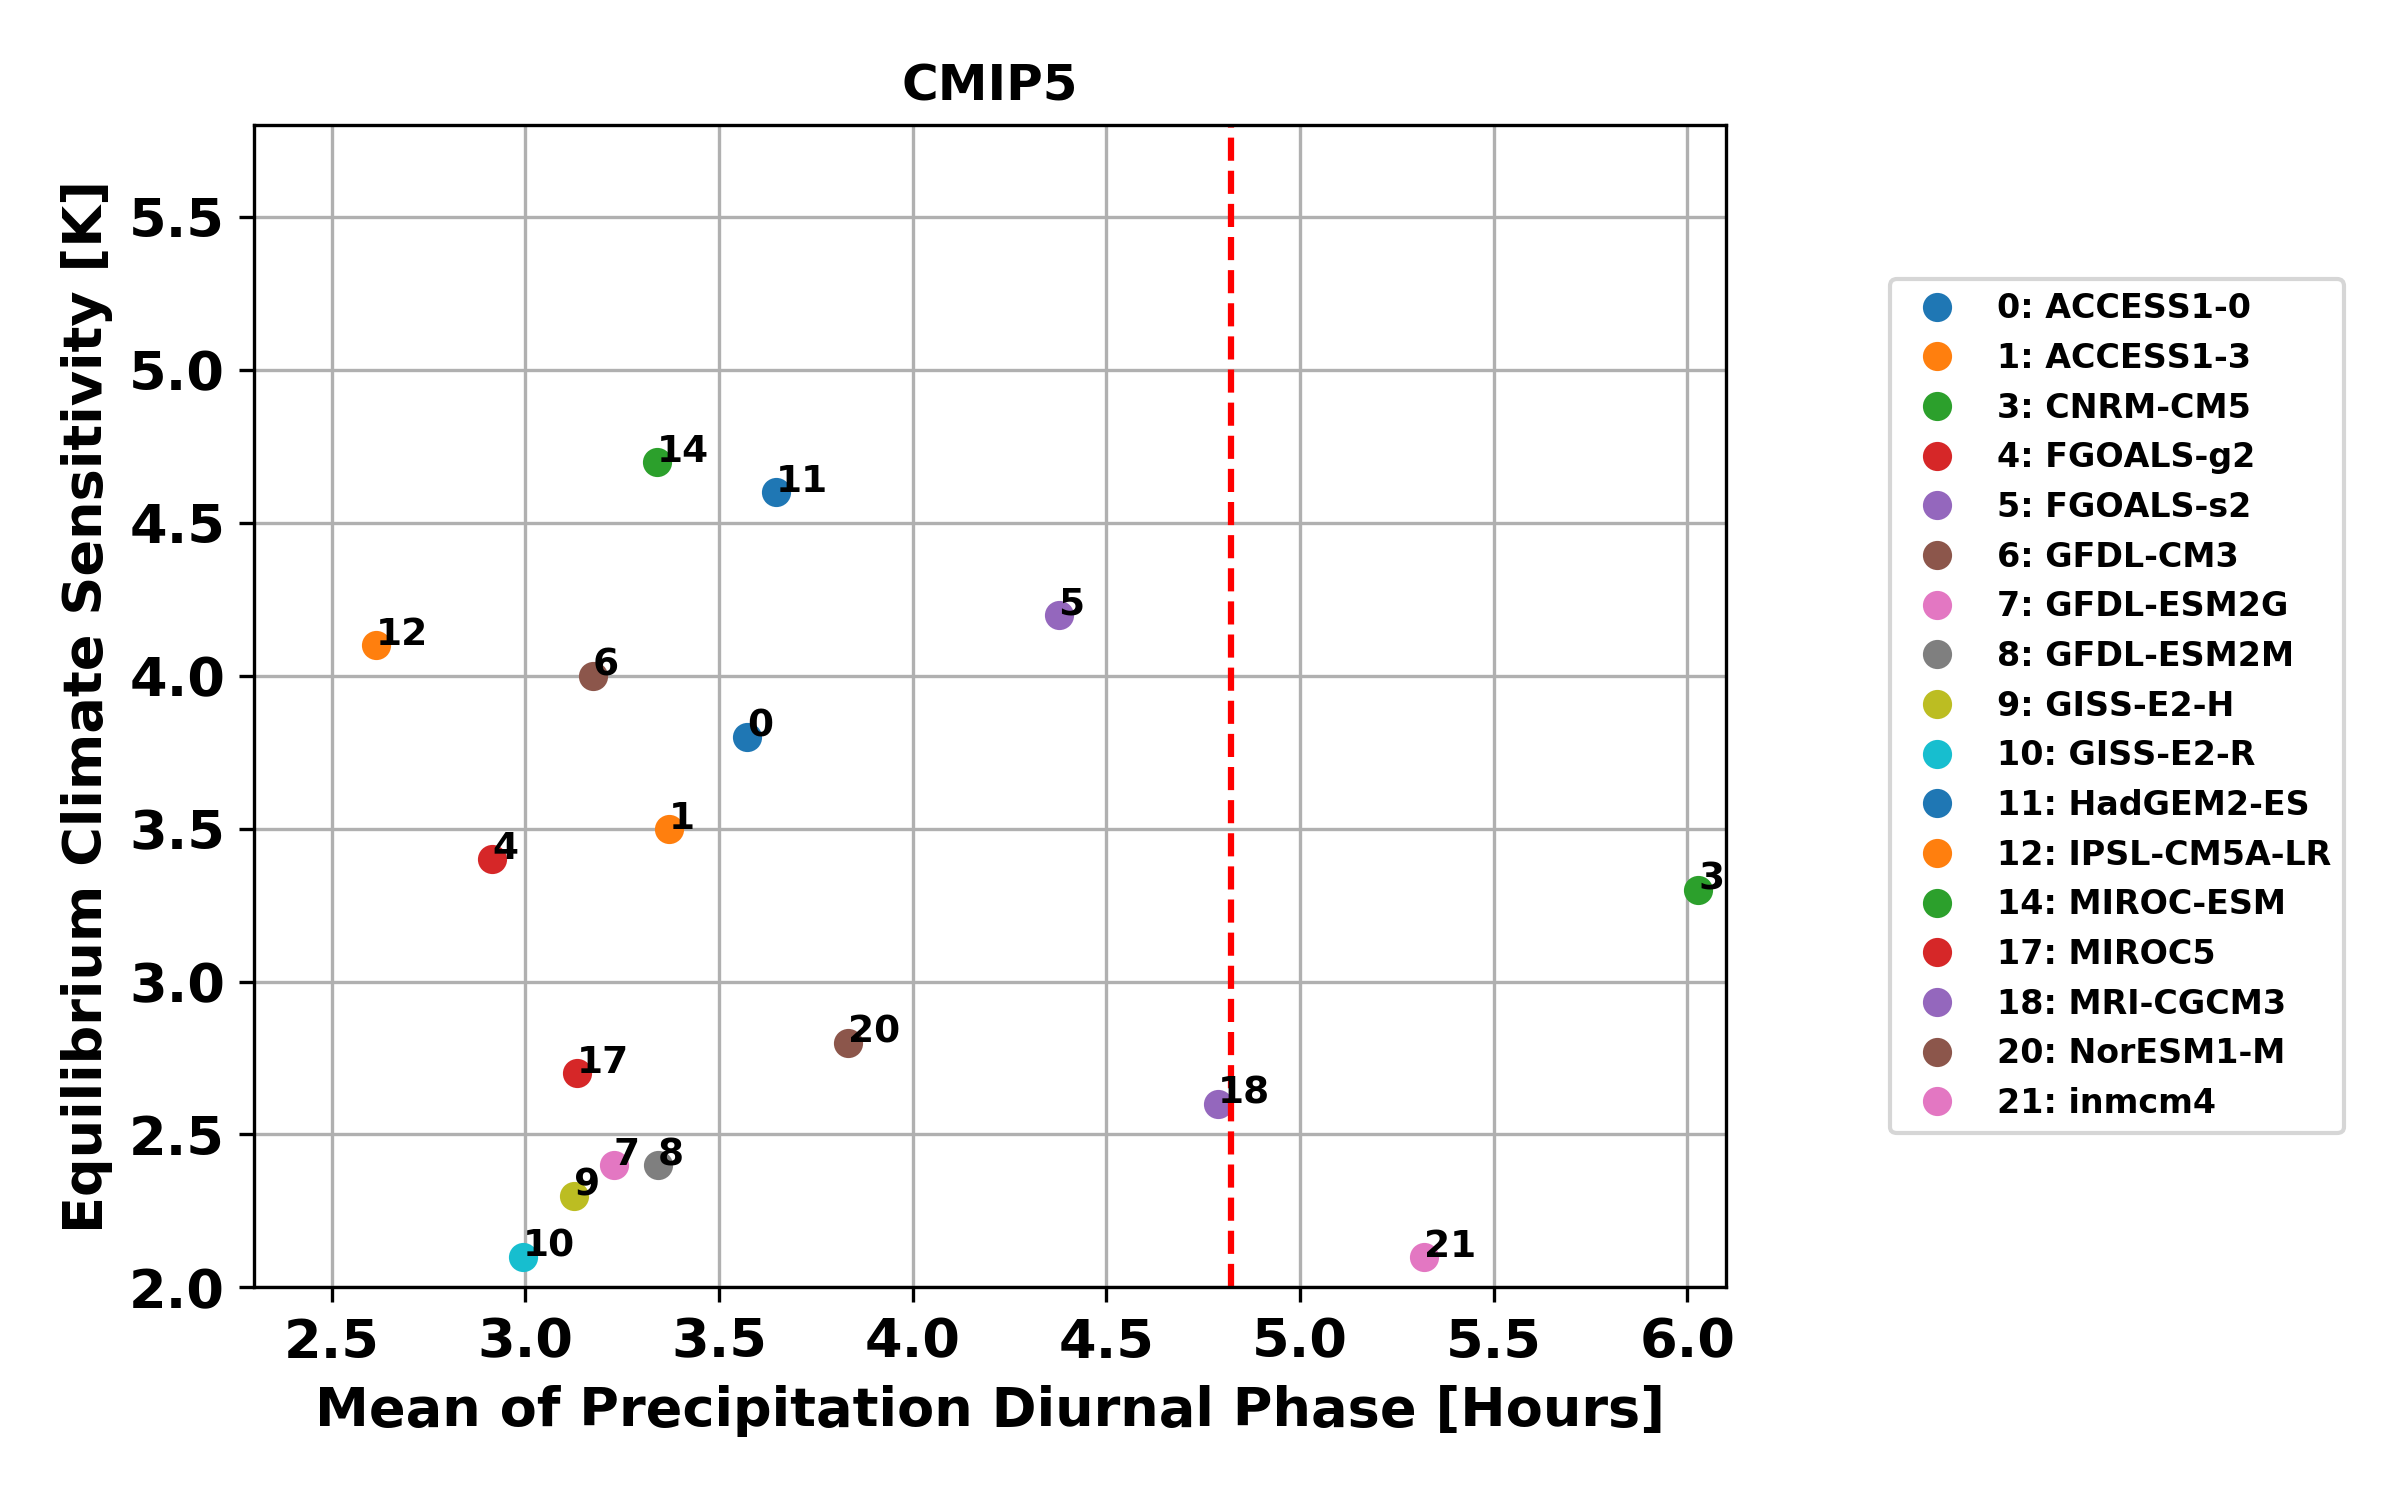 CMIP5
Equilibrium Climate Sensitivity [K]
5.5
5.0
4.5
4.0
3.5
3.0
2.5
2.0
14
11
5
12
6
0
1
4
3
20
17
18
7
8
9
10
21
2.5 3.0 3.5 4.0 4.5 5.0 5.5 6.0
Mean of Precipitation Diurnal Phase [Hours]
0: ACCESS1-0
1: ACCESS1-3
3: CNRM-CM5
4: FGOALS-g2
5: FGOALS-s2
6: GFDL-CM3
7: GFDL-ESM2G
8: GFDL-ESM2M
9: GISS-E2-H
10: GISS-E2-R
11: HadGEM2-ES
12: IPSL-CM5A-LR
14: MIROC-ESM
17: MIROC5
18: MRI-CGCM3
20: NorESM1-M
21: inmcm4